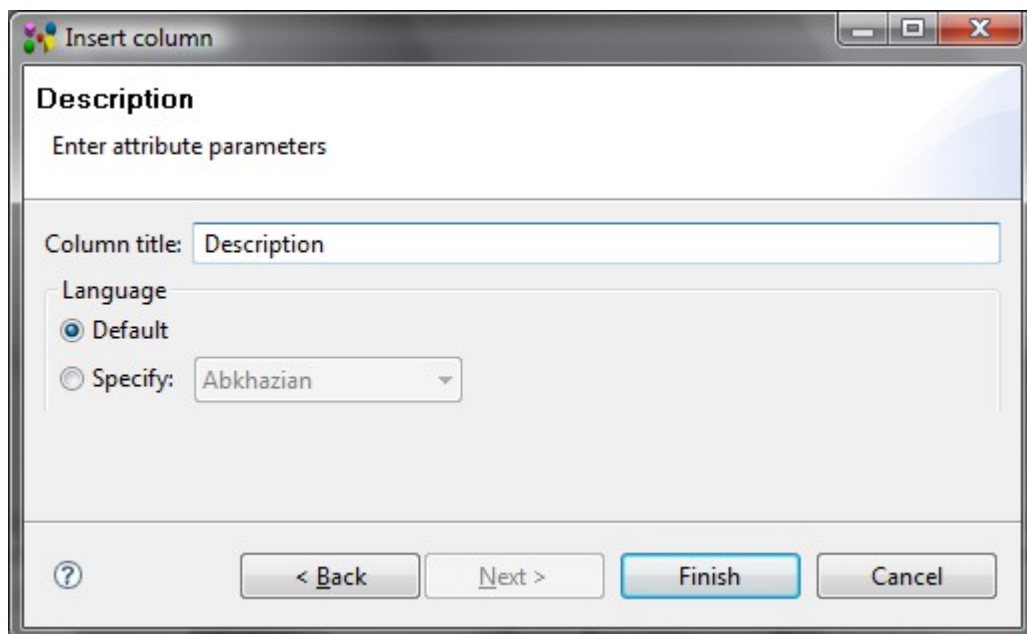 Insert column
Description
Enter attribute parameters
Column title: Description
Language
Default
Specify: Abkhazian
< Back Next > Finish Cancel